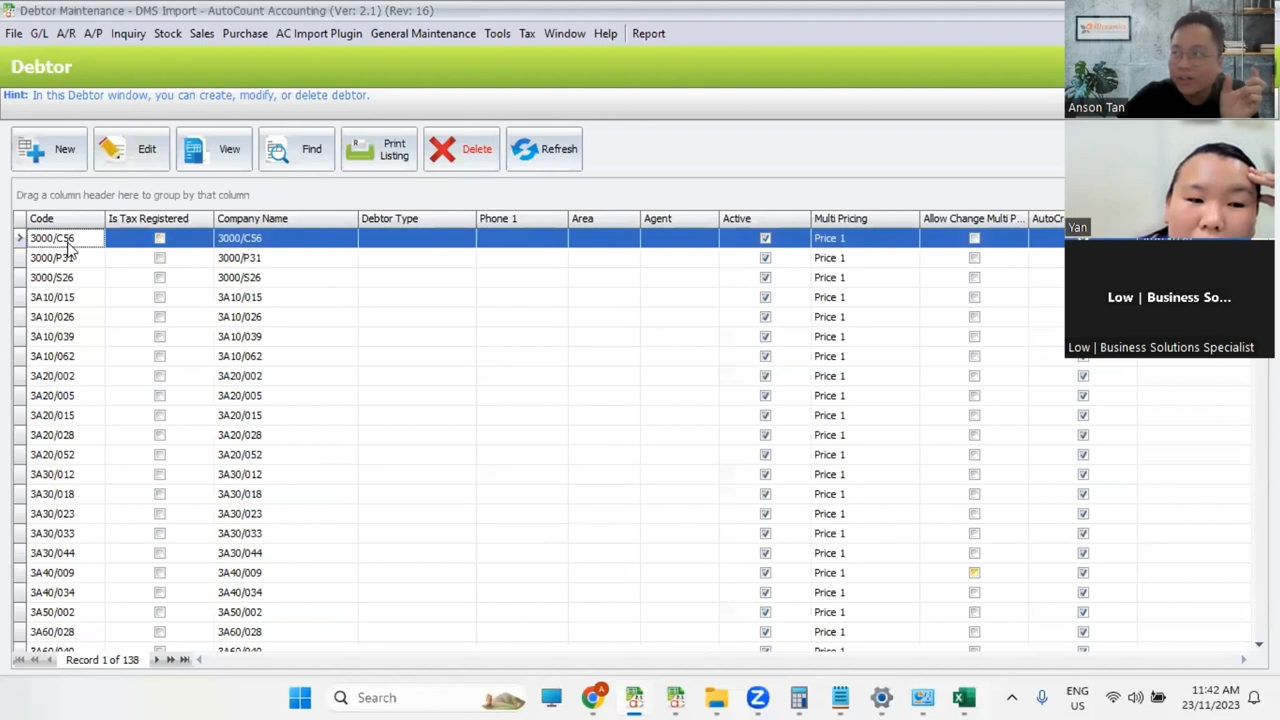 Debtor Maintenance - DMS Import - AutoCount Accounting (Ver: 2.1) (Rev: 16)
File G/L A/R A/P Inquiry Stock Sales Purchase AC Import Plugin General Maintenance Tools Tax Window Help Report
Debtor
Hint: In this Debtor window, you can create, modify, or delete debtor.
New Edit View Find Print Listing Delete Refresh
Drag a column header here to group by that column
Code Is Tax Registered Company Name Debtor Type Phone 1 Area Agent Active Multi Pricing Allow Change Multi P... AutoCr
3000/C56 3000/C56 Price 1
3000/P31 3000/P31 Price 1
3000/S26 3000/S26 Price 1
3A10/015 3A10/015 Price 1
3A10/026 3A10/026 Price 1
3A10/039 3A10/039 Price 1
3A10/062 3A10/062 Price 1
3A20/002 3A20/002 Price 1
3A20/005 3A20/005 Price 1
3A20/015 3A20/015 Price 1
3A20/028 3A20/028 Price 1
3A20/052 3A20/052 Price 1
3A30/012 3A30/012 Price 1
3A30/018 3A30/018 Price 1
3A30/023 3A30/023 Price 1
3A30/033 3A30/033 Price 1
3A30/044 3A30/044 Price 1
3A40/009 3A40/009 Price 1
3A40/034 3A40/034 Price 1
3A50/002 3A50/002 Price 1
3A60/028 3A60/028 Price 1
Record 1 of 138
Anson Tan
Yan
Low | Business So...
Low | Business Solutions Specialist
Search
ENG
US
11:42 AM
23/11/2023